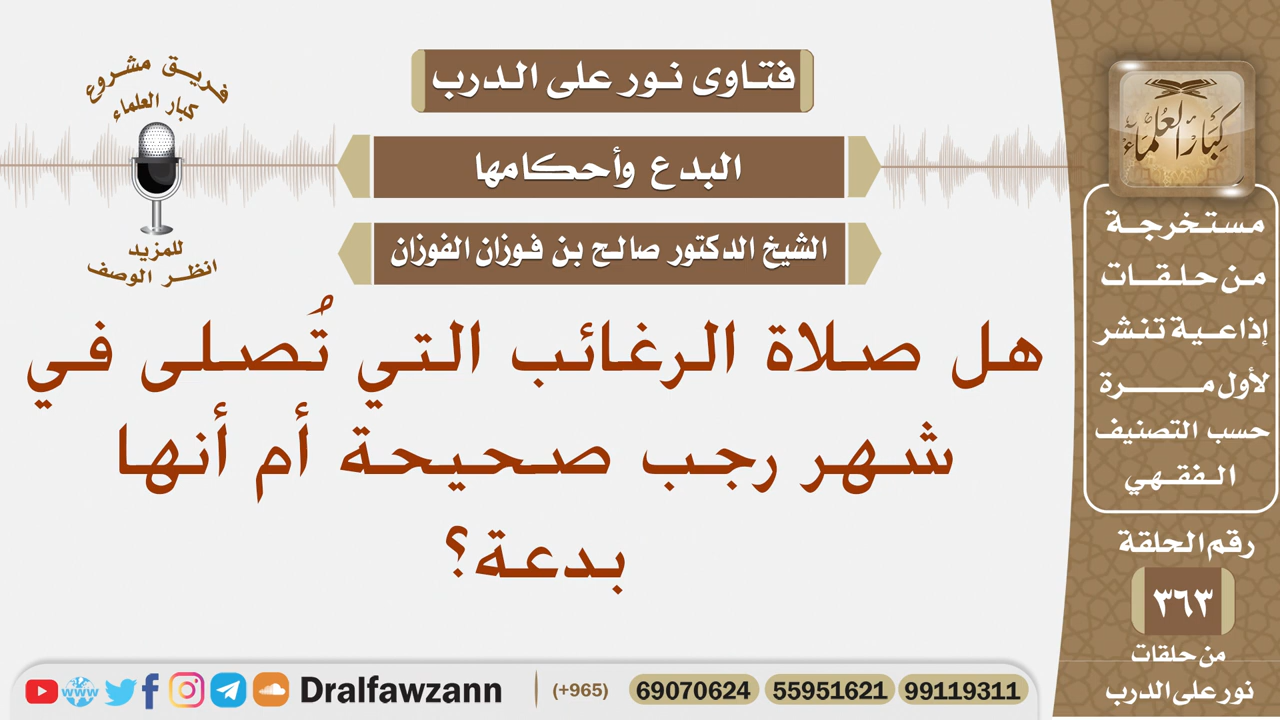 فتاوى نور على الدرب
البدع وأحكامها
الشيخ الدكتور صالح بن فوزان الفوزان
هل صلاة الرغائب التي تُصلى في
شهر رجب صحيحة أم أنها
بدعة؟
فريق مشروع
كبار العلماء
للمزيد
انظر الوصف
كبار العلماء
مستخرجة
من حلقات
إذاعية تنشر
لأول مرة
حسب التصنيف
الفقهي
رقم الحلقة
٣٦٣
من حلقات
نور على الدرب
www Dralfawzann (+965) 69070624 55951621 99119311